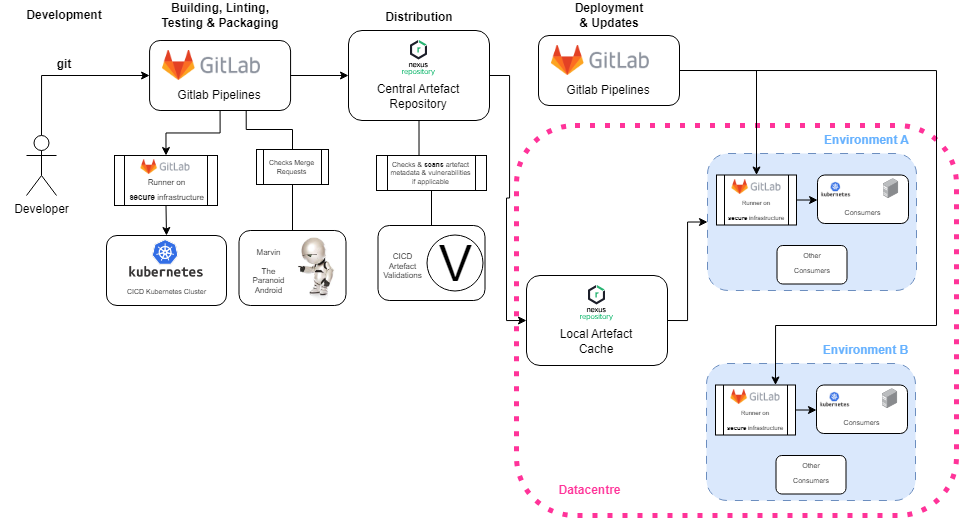 Development
Building, Linting,
Testing & Packaging
Distribution
Deployment
& Updates
git
GitLab
Gitlab Pipelines
nexus
repository
Central Artefact
Repository
GitLab
Gitlab Pipelines
Developer
GitLab
Runner on
secure infrastructure
Checks Merge
Requests
Checks & scans artefact
metadata & vulnerabilities
if applicable
kubernetes
CICD Kubernetes Cluster
Marvin
The
Paranoid
Android
CICD
Artefact
Validations
V
nexus
repository
Local Artefact
Cache
Environment A
GitLab
Runner on
secure infrastructure
kubernetes
Consumers
Other
Consumers
Environment B
GitLab
Runner on
secure infrastructure
kubernetes
Consumers
Other
Consumers
Datacentre